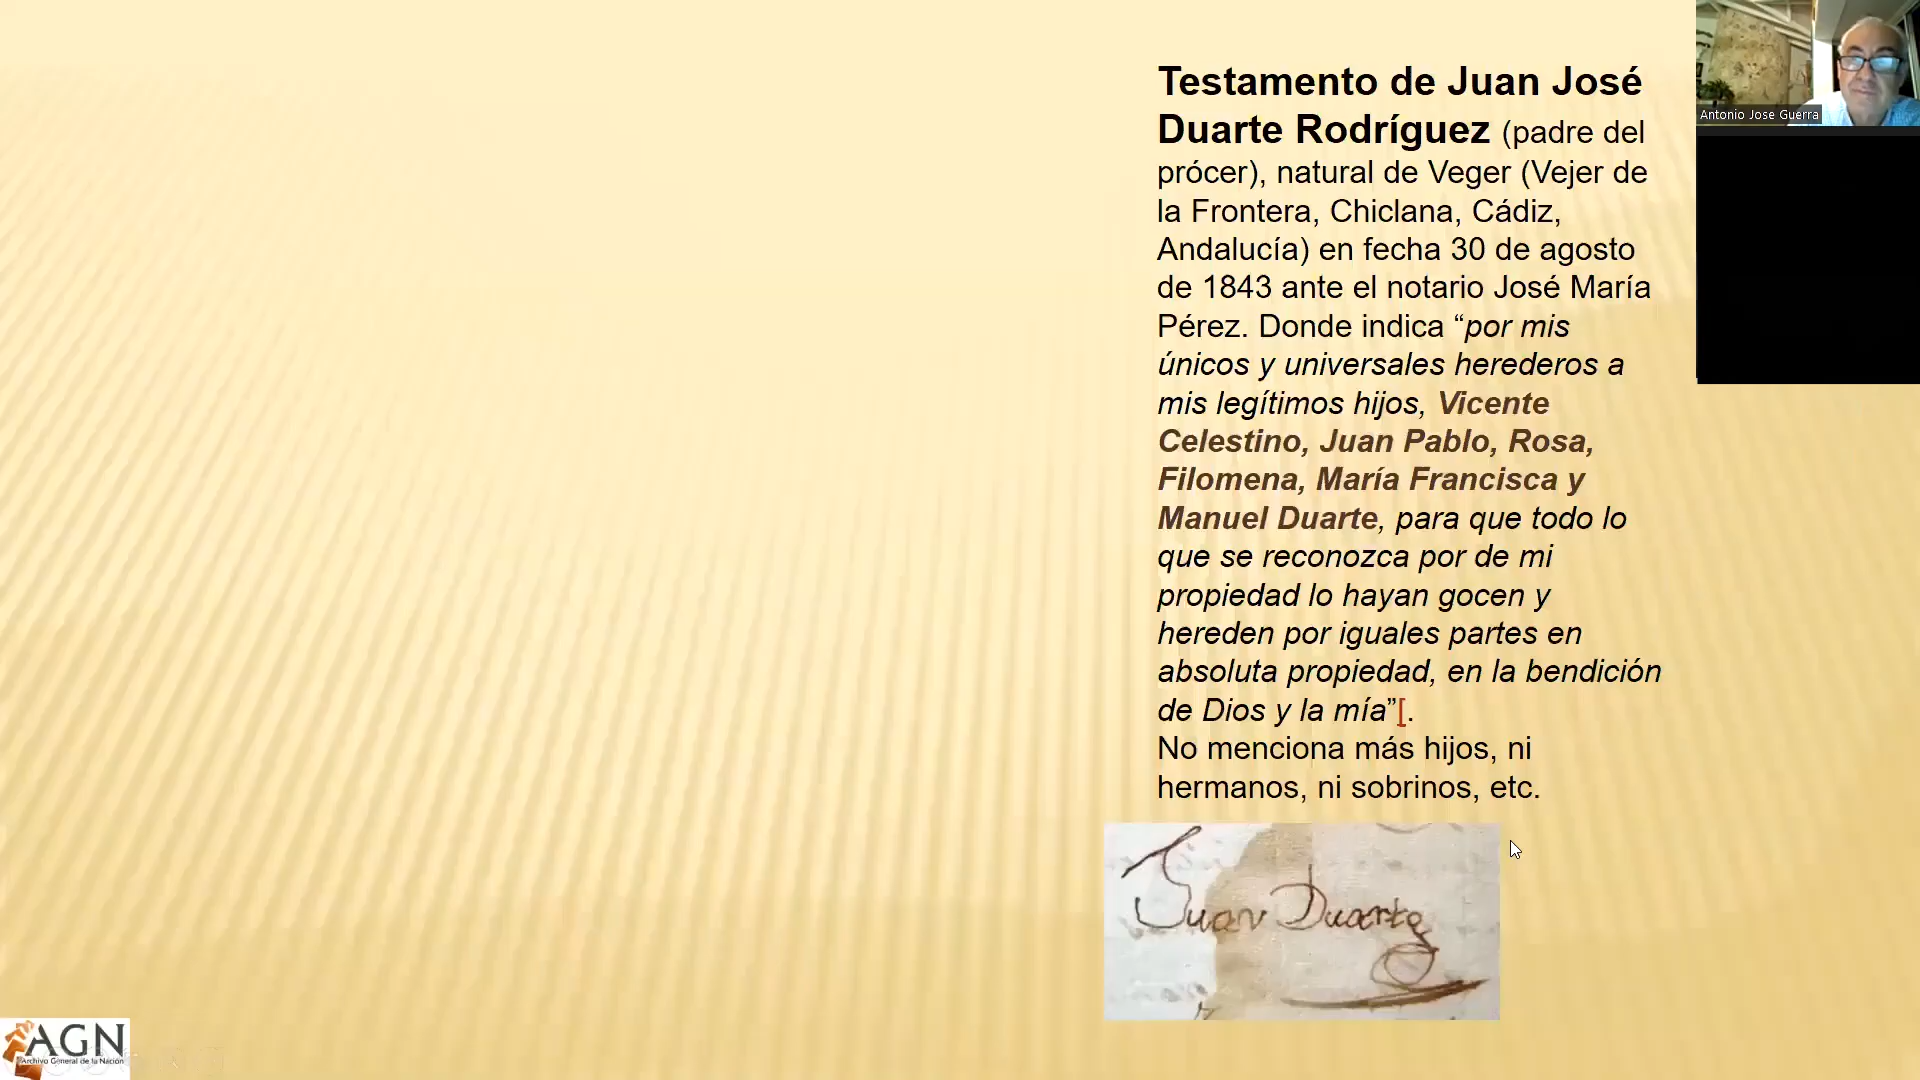 Testamento de Juan José
Duarte Rodríguez (padre del
prócer), natural de Veger (Vejer de
la Frontera, Chiclana, Cádiz,
Andalucía) en fecha 30 de agosto
de 1843 ante el notario José María
Pérez. Donde indica “por mis
únicos y universales herederos a
mis legítimos hijos, Vicente
Celestino, Juan Pablo, Rosa,
Filomena, María Francisca y
Manuel Duarte, para que todo lo
que se reconozca por de mi
propiedad lo hayan gocen y
hereden por iguales partes en
absoluta propiedad, en la bendición
de Dios y la mía”[.
No menciona más hijos, ni
hermanos, ni sobrinos, etc.
Juan Duarte
Antonio Jose Guerra
AGN
Archivo General de la Nación